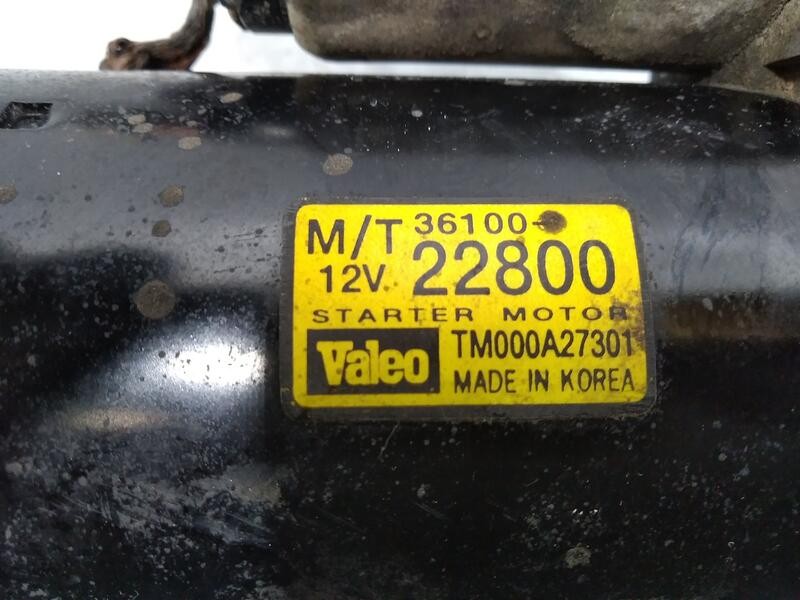 M/T 36100-
12V. 22800
STARTER MOTOR
Valeo TM000A27301
MADE IN KOREA